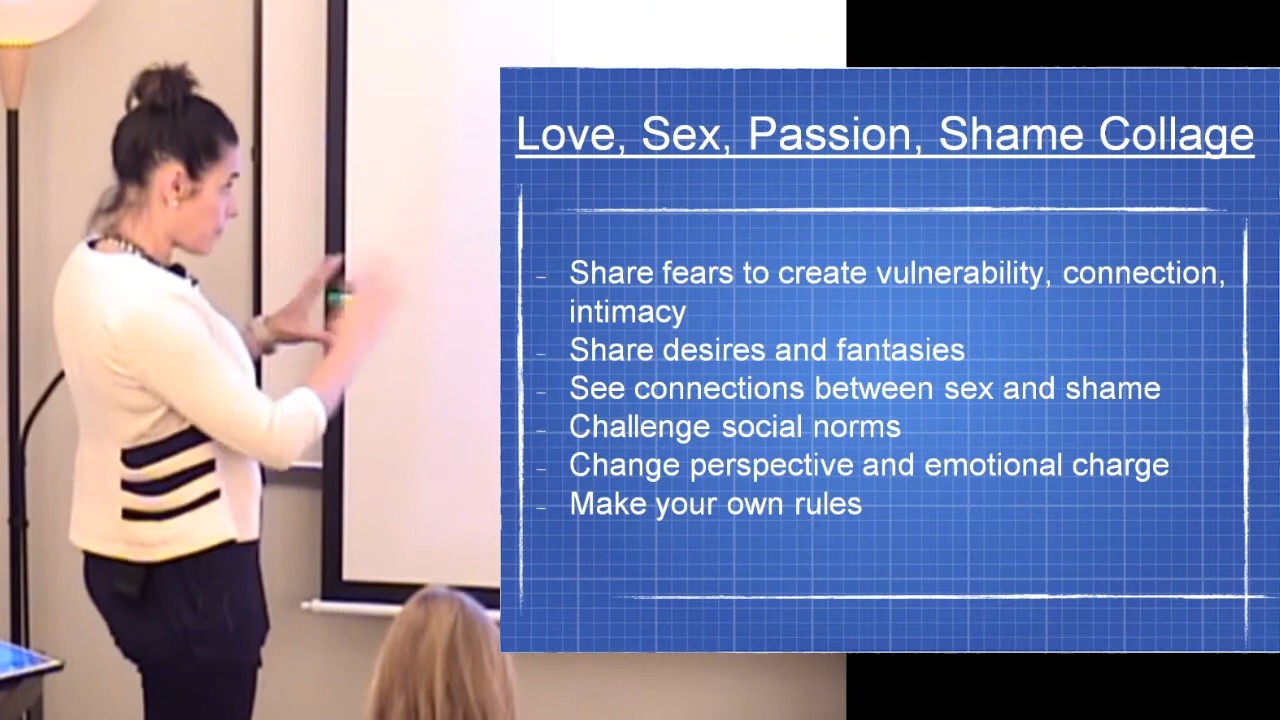 Love, Sex, Passion, Shame Collage
- Share fears to create vulnerability, connection,
intimacy
- Share desires and fantasies
- See connections between sex and shame
- Challenge social norms
- Change perspective and emotional charge
- Make your own rules